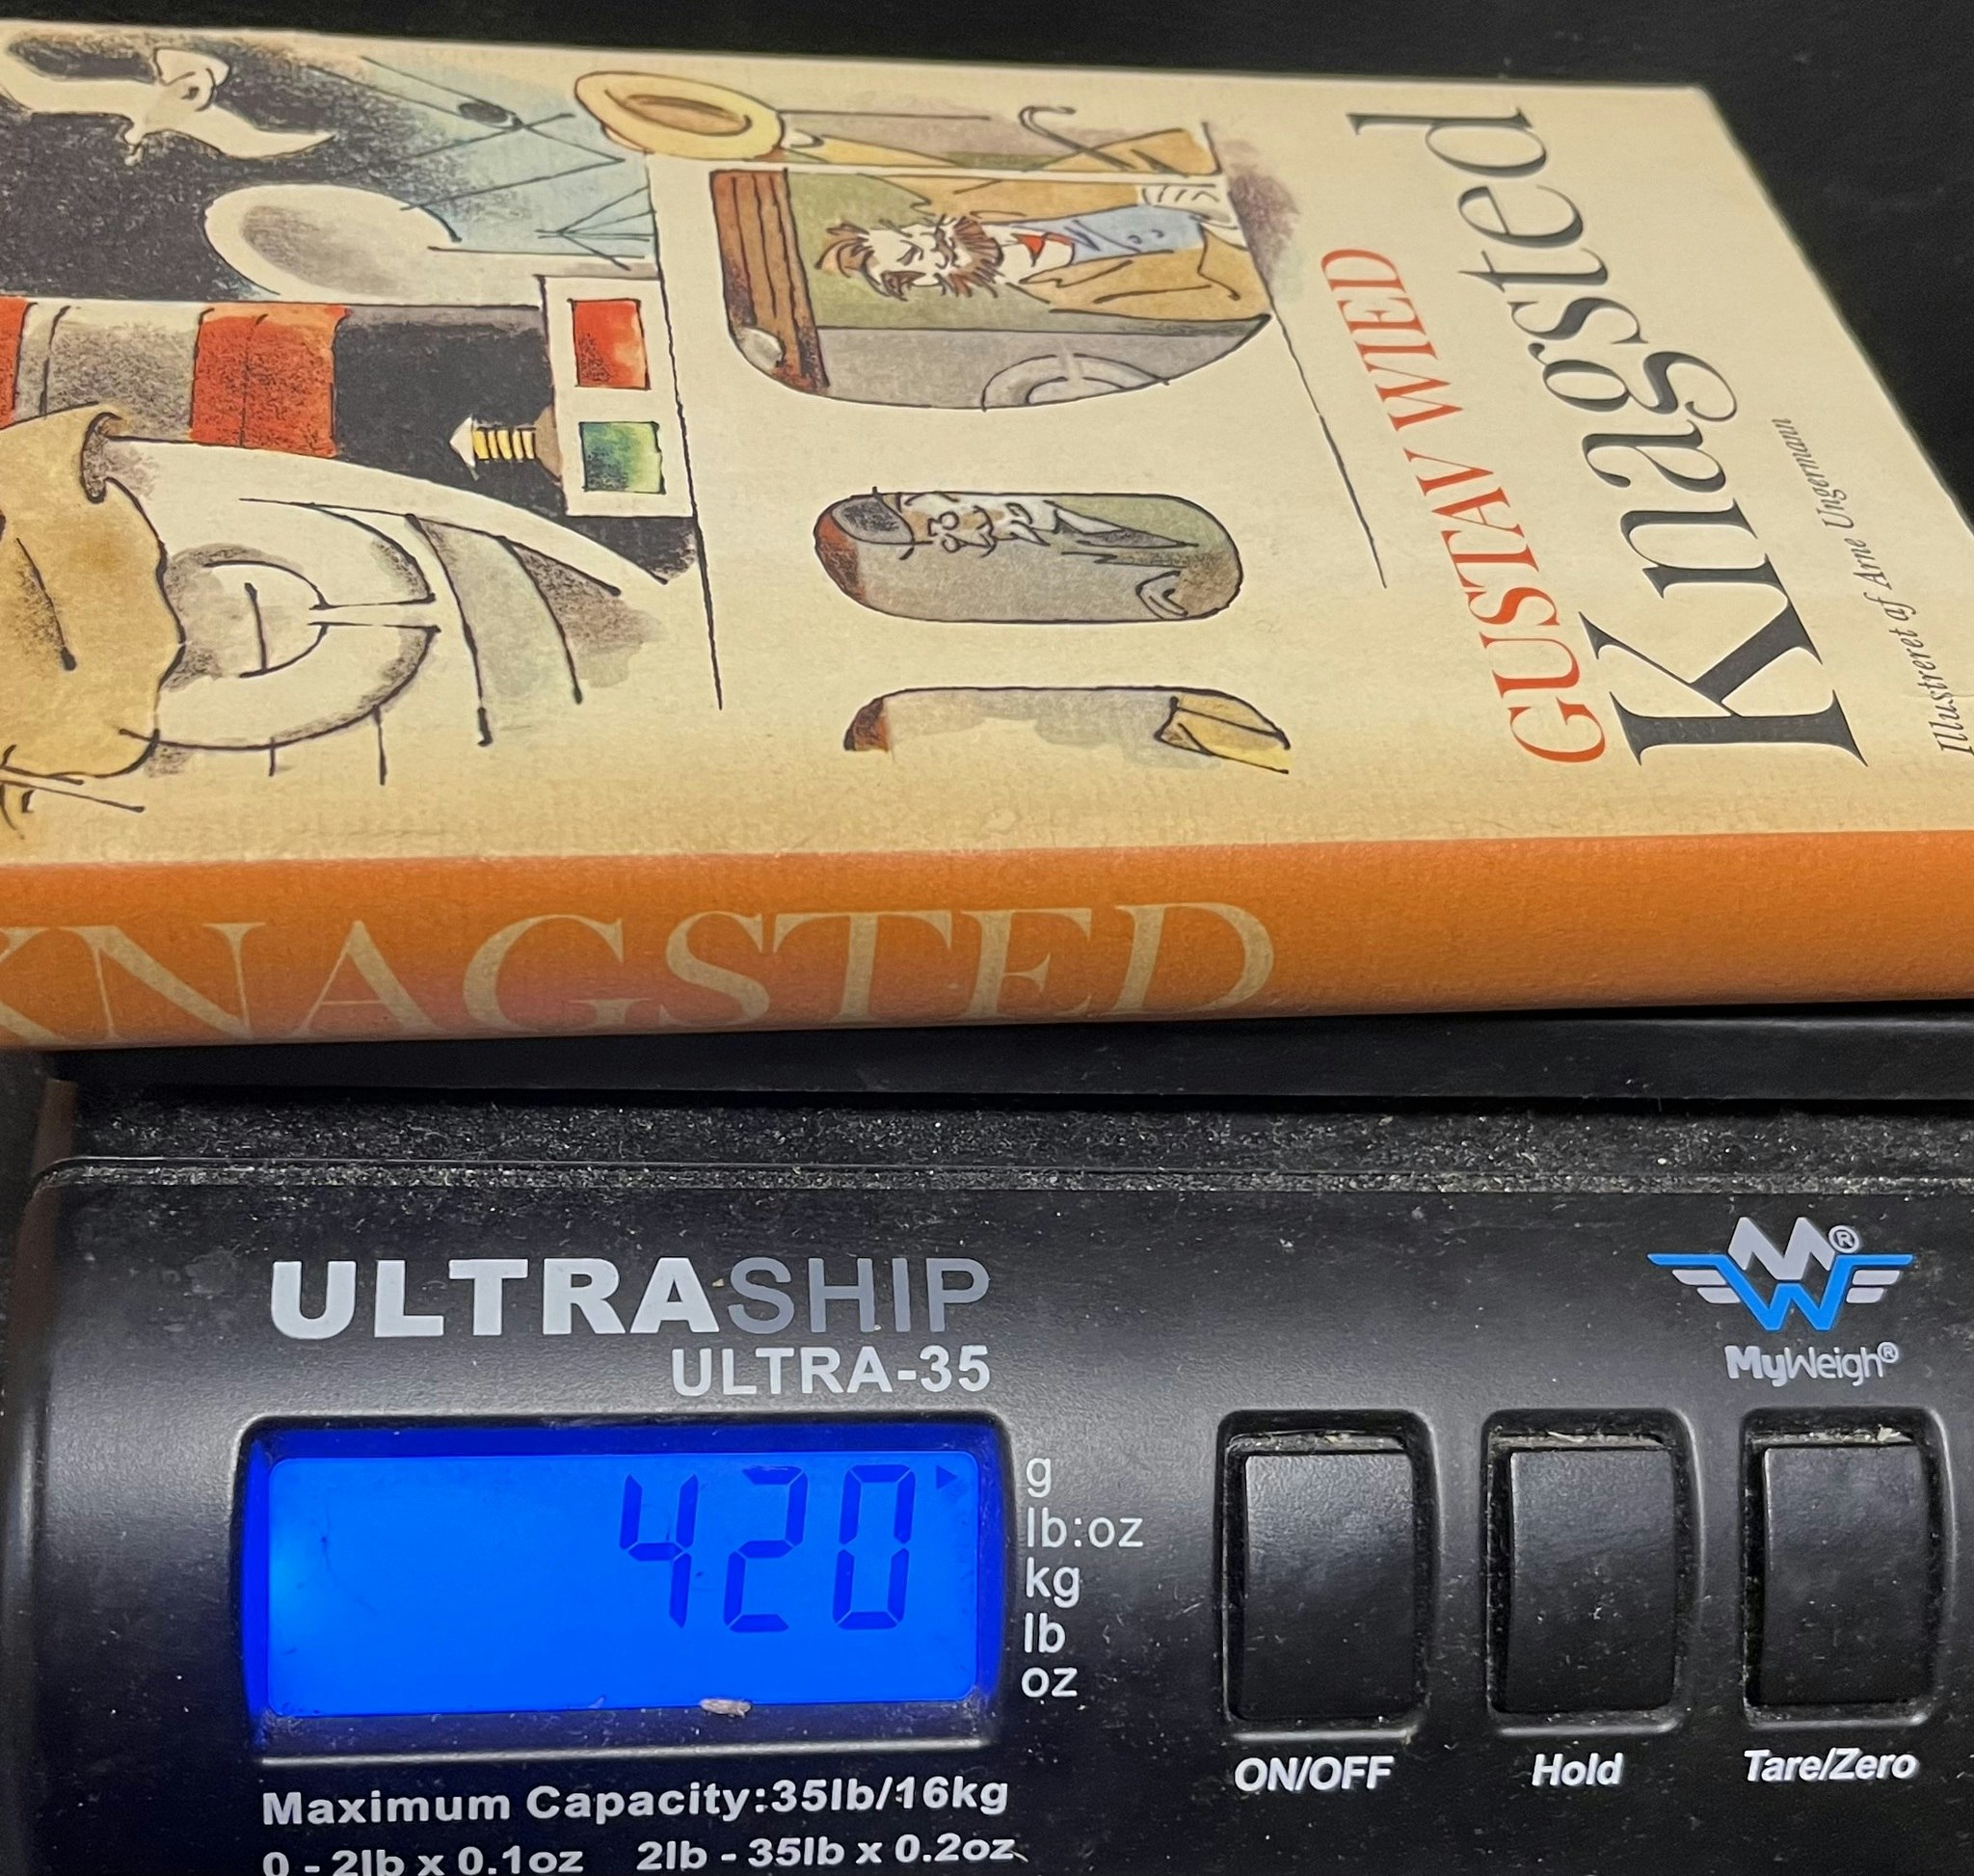 GUSTAV WIED
Knagsted
Illustreret af Arne Ungermann
KNAGSTED
ULTRASHIP
ULTRA-35
MW®
MyWeigh®
420
g
lb:oz
kg
lb
oz
ON/OFF
Hold
Tare/Zero
Maximum Capacity:35lb/16kg
0 - 2lb x 0.1oz 2lb - 35lb x 0.2oz